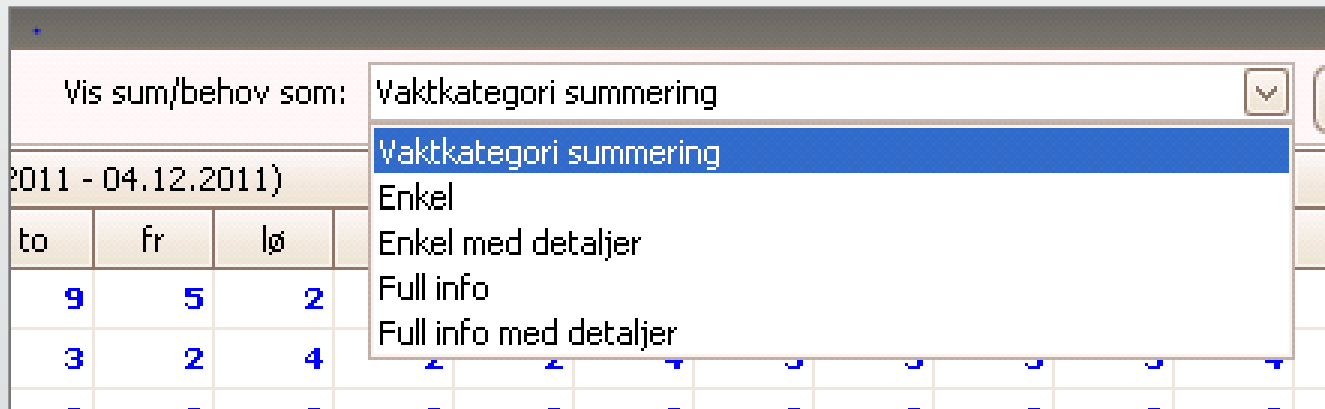 Vis sum/behov som: Vaktkategori summering
Vaktkategori summering
2011 - 04.12.2011)
Enkel
to fr lø
Enkel med detaljer
9 5 2
Full info
Full info med detaljer
3 2 4